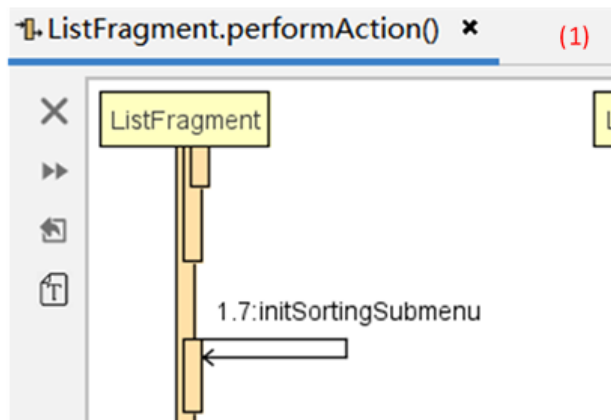 ListFragment.performAction()
(1)
ListFragment
L
1.7:initSortingSubmenu
T